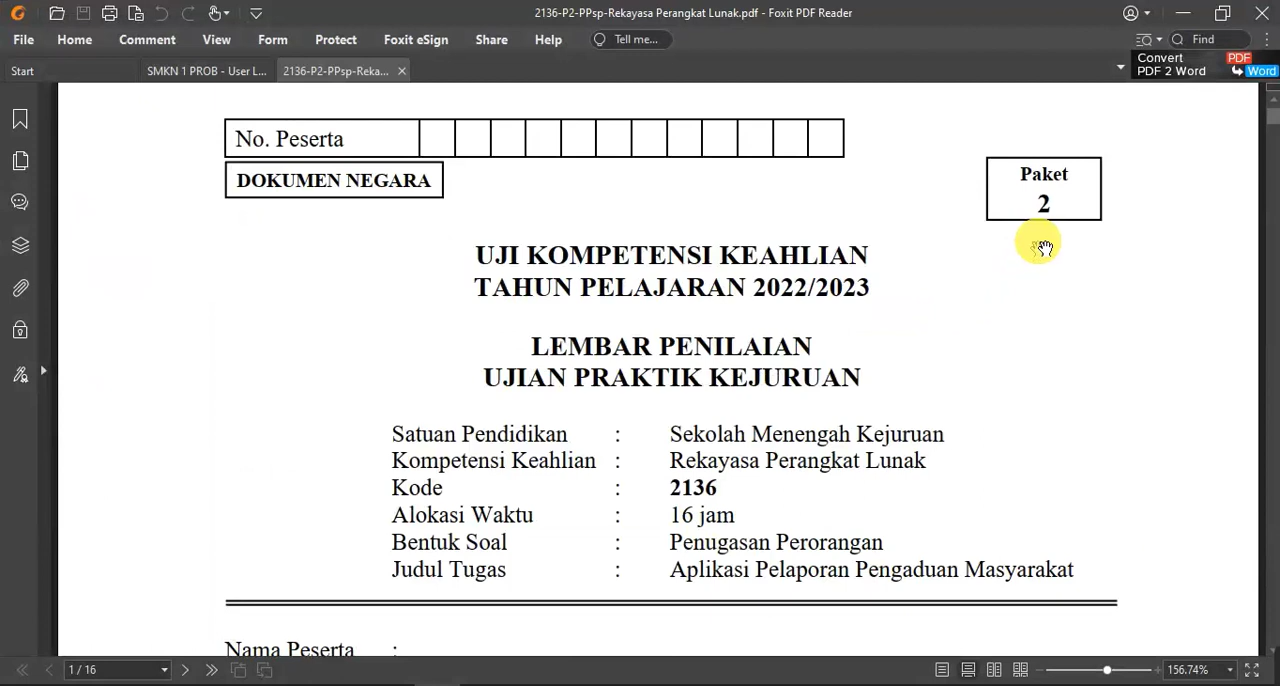 2136-P2-PPsp-Rekayasa Perangkat Lunak.pdf - Foxit PDF Reader
File Home Comment View Form Protect Foxit eSign Share Help Tell me... Find
Start SMKN 1 PROB - User L... 2136-P2-PPsp-Reka...
Convert PDF
PDF 2 Word Word
No. Peserta
DOKUMEN NEGARA
Paket
2
UJI KOMPETENSI KEAHLIAN
TAHUN PELAJARAN 2022/2023
LEMBAR PENILAIAN
UJIAN PRAKTIK KEJURUAN
Satuan Pendidikan : Sekolah Menengah Kejuruan
Kompetensi Keahlian : Rekayasa Perangkat Lunak
Kode : 2136
Alokasi Waktu : 16 jam
Bentuk Soal : Penugasan Perorangan
Judul Tugas : Aplikasi Pelaporan Pengaduan Masyarakat
Nama Peserta :
1 / 16 156.74%